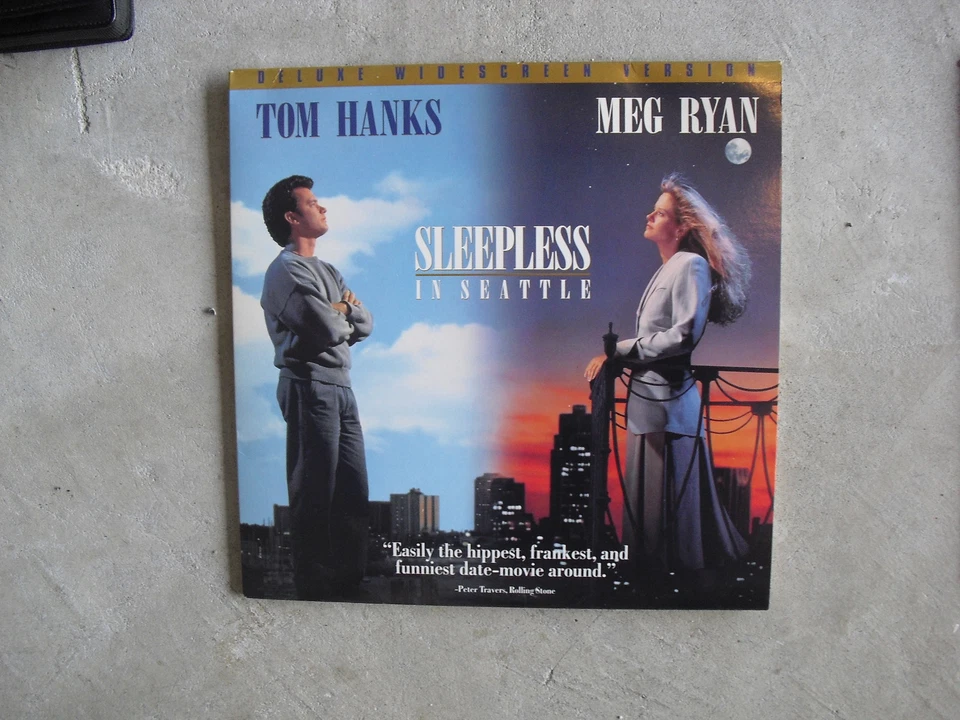 DELUXE WIDESCREEN VERSION
TOM HANKS
MEG RYAN
SLEEPLESS
IN SEATTLE
“Easily the hippest, frankest, and
funniest date-movie around.”
-Peter Travers, Rolling Stone